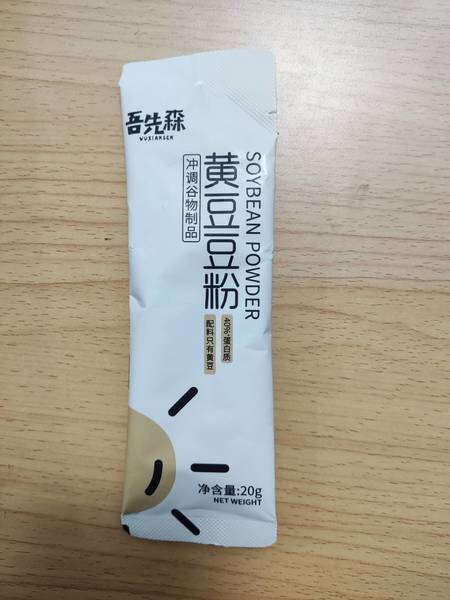 吾先森
WUXIANSEN
SOYBEAN POWDER
黄豆豆粉
冲调谷物制品
40%⁺蛋白质
配料只有黄豆
净含量:20g
NET WEIGHT